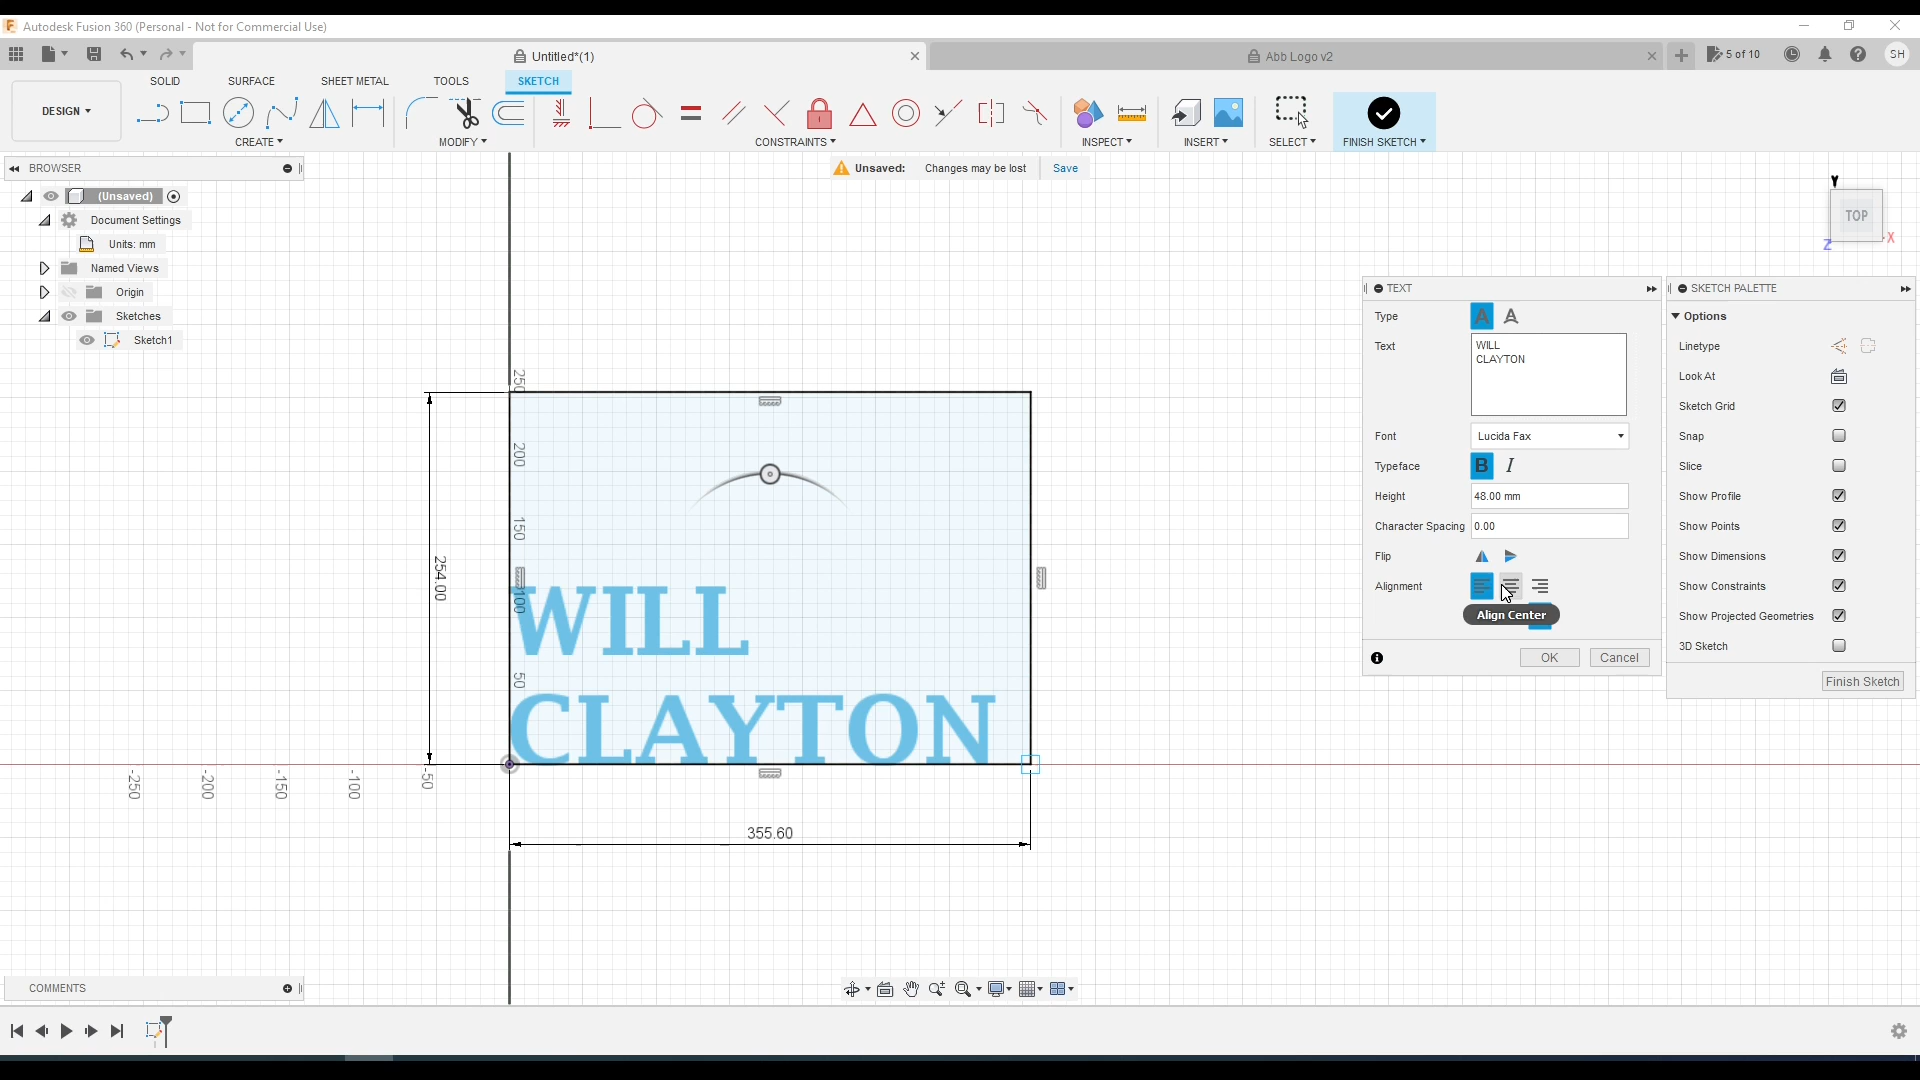 Autodesk Fusion 360 (Personal - Not for Commercial Use)
Untitled*(1)
Abb Logo v2
5 of 10
SH
DESIGN
SOLID
SURFACE
SHEET METAL
TOOLS
SKETCH
CREATE
MODIFY
CONSTRAINTS
INSPECT
INSERT
SELECT
FINISH SKETCH
BROWSER
Unsaved: Changes may be lost
Save
(Unsaved)
Document Settings
Units: mm
Named Views
Origin
Sketches
Sketch1
TOP
Y
X
Z
250
200
150
100
50
254.00
WILL
CLAYTON
-250
-200
-150
-100
-50
355.60
TEXT
Type
Text
WILL
CLAYTON
Font
Lucida Fax
Typeface
B I
Height
48.00 mm
Character Spacing
0.00
Flip
Alignment
Align Center
OK
Cancel
SKETCH PALETTE
Options
Linetype
Look At
Sketch Grid
Snap
Slice
Show Profile
Show Points
Show Dimensions
Show Constraints
Show Projected Geometries
3D Sketch
Finish Sketch
COMMENTS